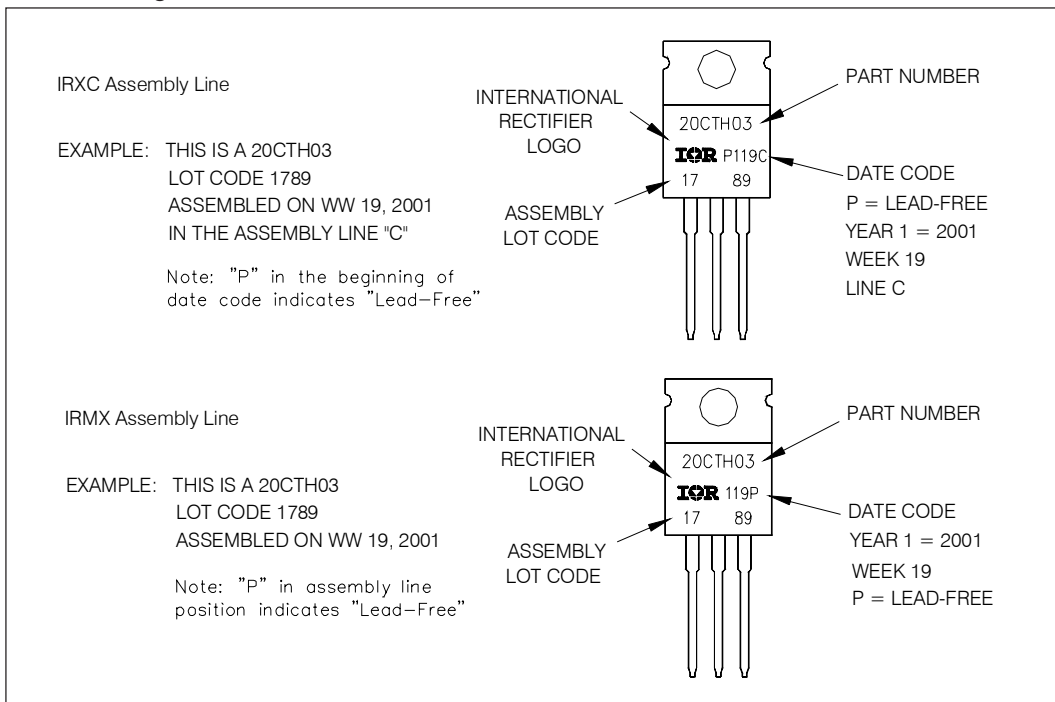 IRXC Assembly Line
EXAMPLE: THIS IS A 20CTH03
LOT CODE 1789
ASSEMBLED ON WW 19, 2001
IN THE ASSEMBLY LINE "C"
Note: "P" in the beginning of
date code indicates "Lead-Free"
INTERNATIONAL
RECTIFIER
LOGO
ASSEMBLY
LOT CODE
20CTH03
IOR P119C
17 89
PART NUMBER
DATE CODE
P = LEAD-FREE
YEAR 1 = 2001
WEEK 19
LINE C
IRMX Assembly Line
EXAMPLE: THIS IS A 20CTH03
LOT CODE 1789
ASSEMBLED ON WW 19, 2001
Note: "P" in assembly line
position indicates "Lead-Free"
INTERNATIONAL
RECTIFIER
LOGO
ASSEMBLY
LOT CODE
20CTH03
IOR 119P
17 89
PART NUMBER
DATE CODE
YEAR 1 = 2001
WEEK 19
P = LEAD-FREE